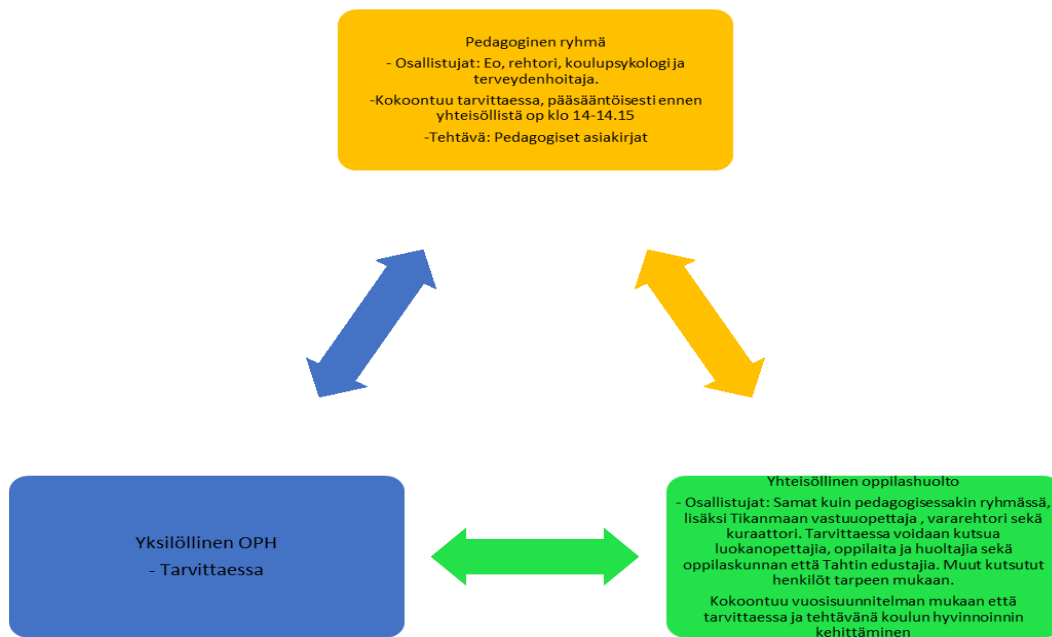 Pedagoginen ryhmä
- Osallistujat: Eo, rehtori, koulupsykologi ja
terveydenhoitaja.
-Kokoontuu tarvittaessa, pääsääntöisesti ennen
yhteisöllistä op klo 14-14.15
-Tehtävä: Pedagogiset asiakirjat
Yksilöllinen OPH
- Tarvittaessa
Yhteisöllinen oppilashuolto
- Osallistujat: Samat kuin pedagogisessakin ryhmässä,
lisäksi Tikanmaan vastuuopettaja , vararehtori sekä
kuraattori. Tarvittaessa voidaan kutsua
luokanopettajia, oppilaita ja huoltajia sekä
oppilaskunnan että Tahtin edustajia. Muut kutsutut
henkilöt tarpeen mukaan.
Kokoontuu vuosisuunnitelman mukaan että
tarvittaessa ja tehtävänä koulun hyvinnoinnin
kehittäminen